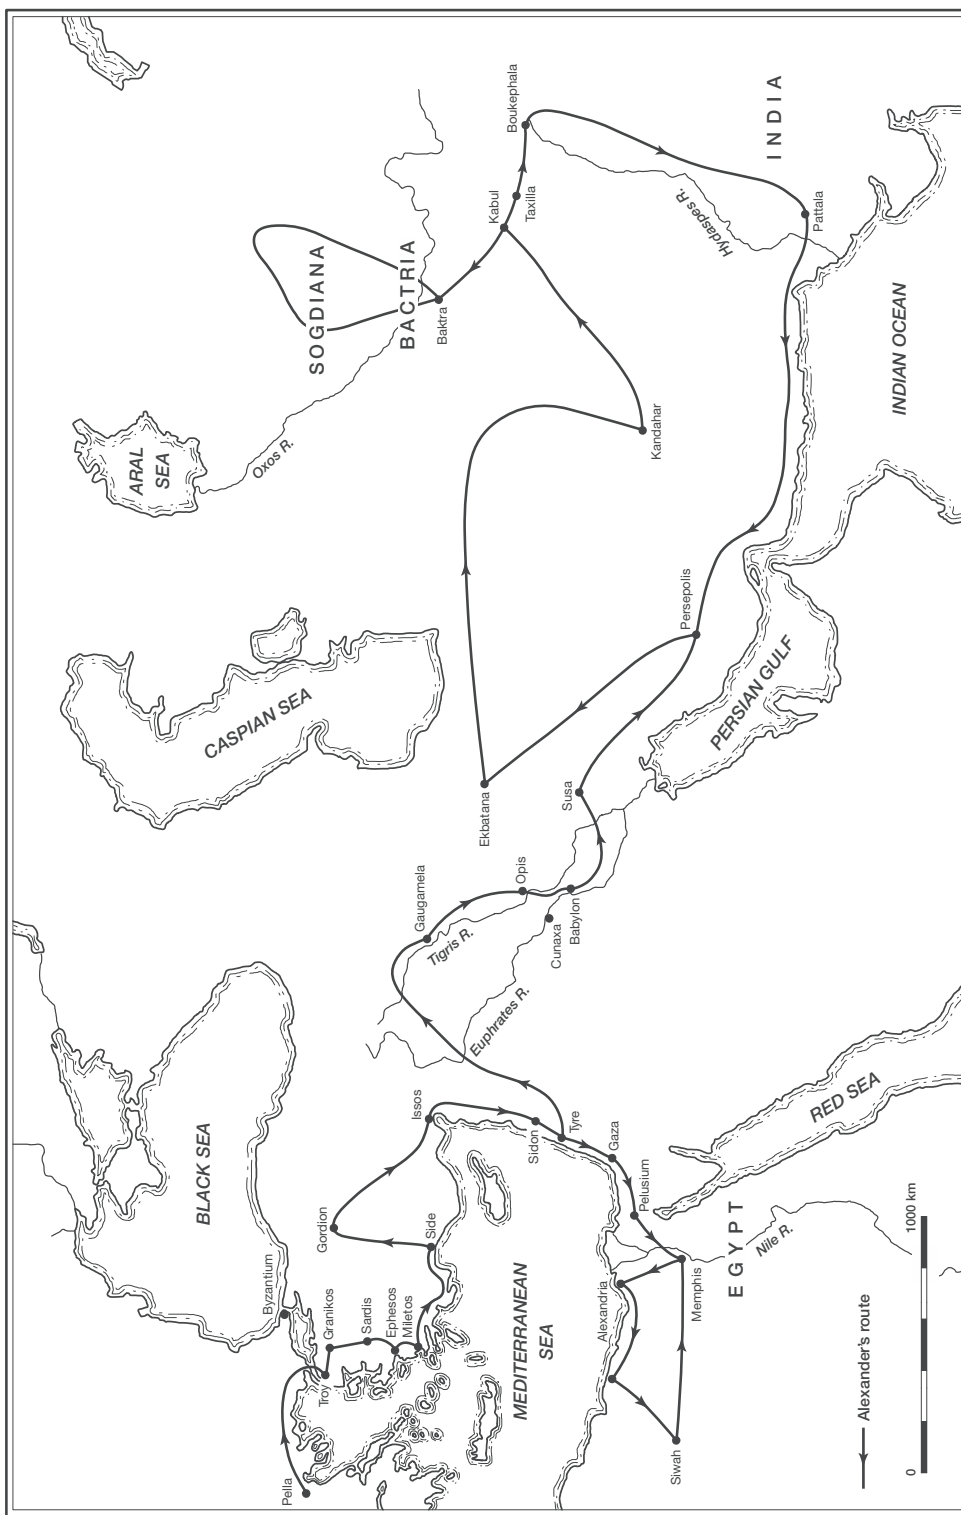 Pella
Troy
Granikos
Sardis
Ephesos
Miletos
Byzantium
Side
Gordion
Issos
Sidon
Tyre
Gaza
Pelusium
Memphis
Alexandria
Siwah
EGYPT
Nile R.
RED SEA
MEDITERRANEAN
SEA
BLACK SEA
Euphrates R.
Tigris R.
Gaugamela
Opis
Cunaxa
Babylon
Susa
Ekbatana
Persepolis
PERSIAN GULF
CASPIAN SEA
ARAL
SEA
Oxos R.
SOGDIANA
BACTRIA
Baktra
Kandahar
Kabul
Taxilla
Boukephala
Hydaspes R.
INDIA
Pattala
INDIAN OCEAN
Alexander's route
0
1000 km